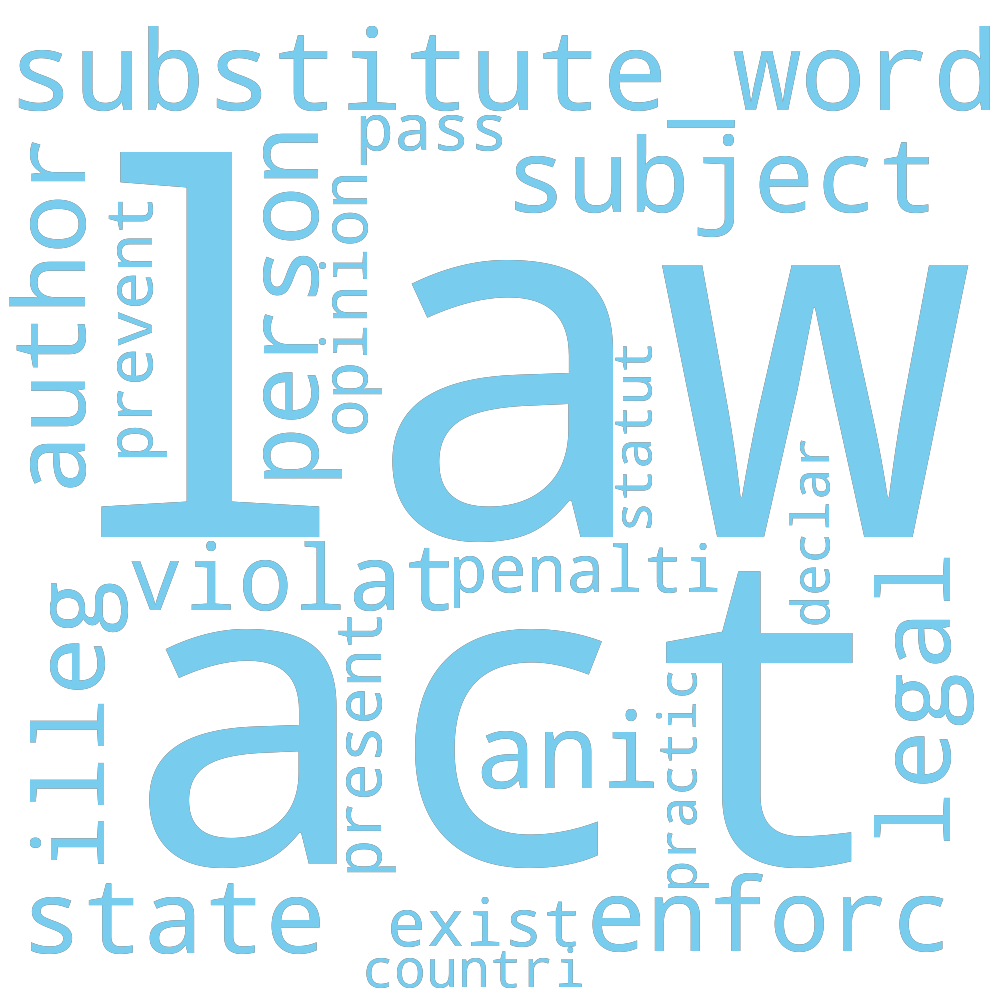 substitute_word
pass
subject
author
prevent
law
person
opinion
statut
declar
violat
penalti
illeg
act
present
anit
practic
legal
state
exist
enforc
countri